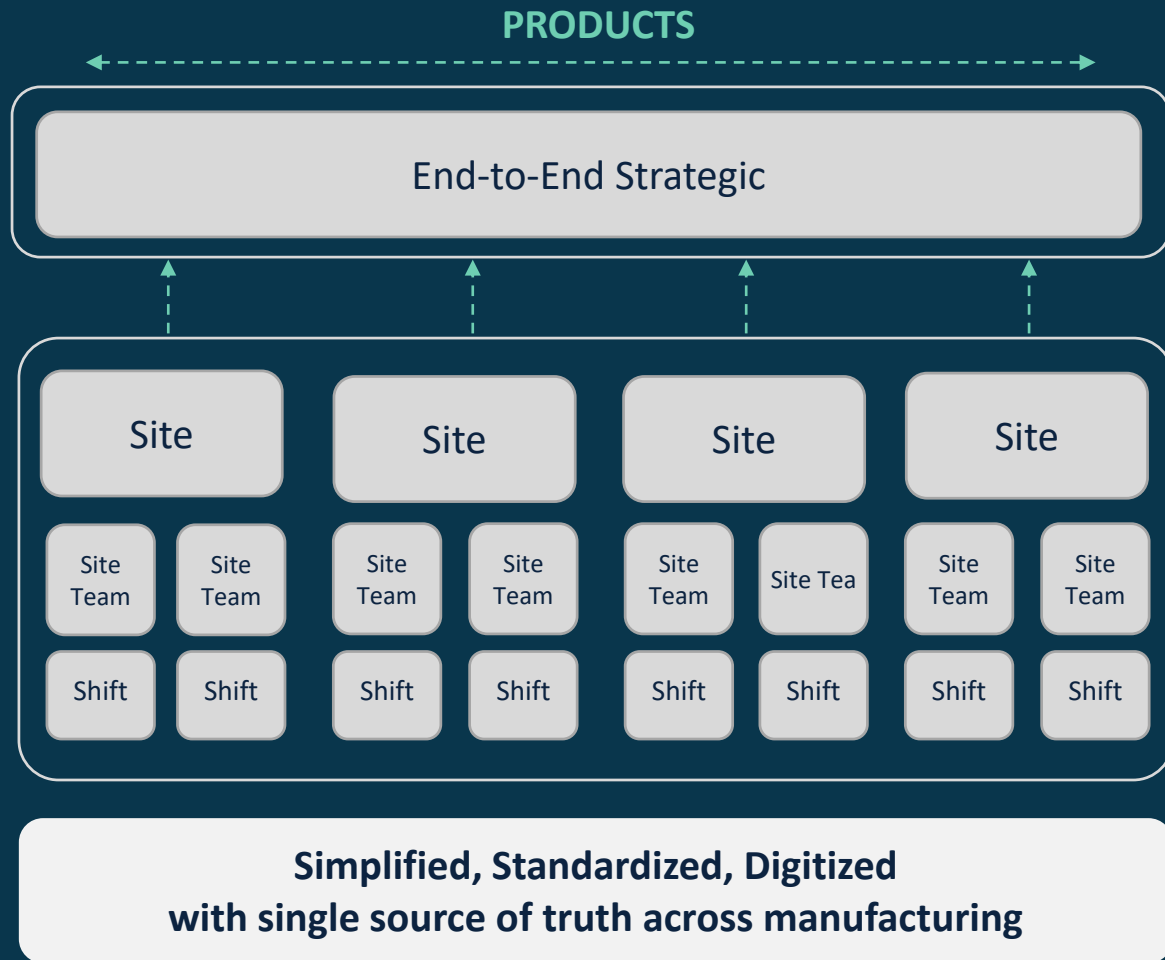 PRODUCTS
End-to-End Strategic
Site
Site
Site
Site
Site
Team
Site
Team
Site
Team
Site
Team
Site
Team
Site Tea
Site
Team
Site
Team
Shift
Shift
Shift
Shift
Shift
Shift
Shift
Shift
Simplified, Standardized, Digitized
with single source of truth across manufacturing